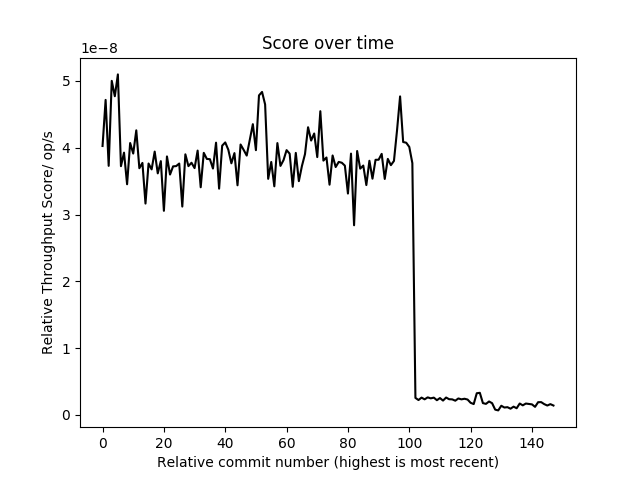 Score over time
1e−8
5
4
3
2
1
0
Relative Throughput Score/ op/s
0 20 40 60 80 100 120 140
Relative commit number (highest is most recent)